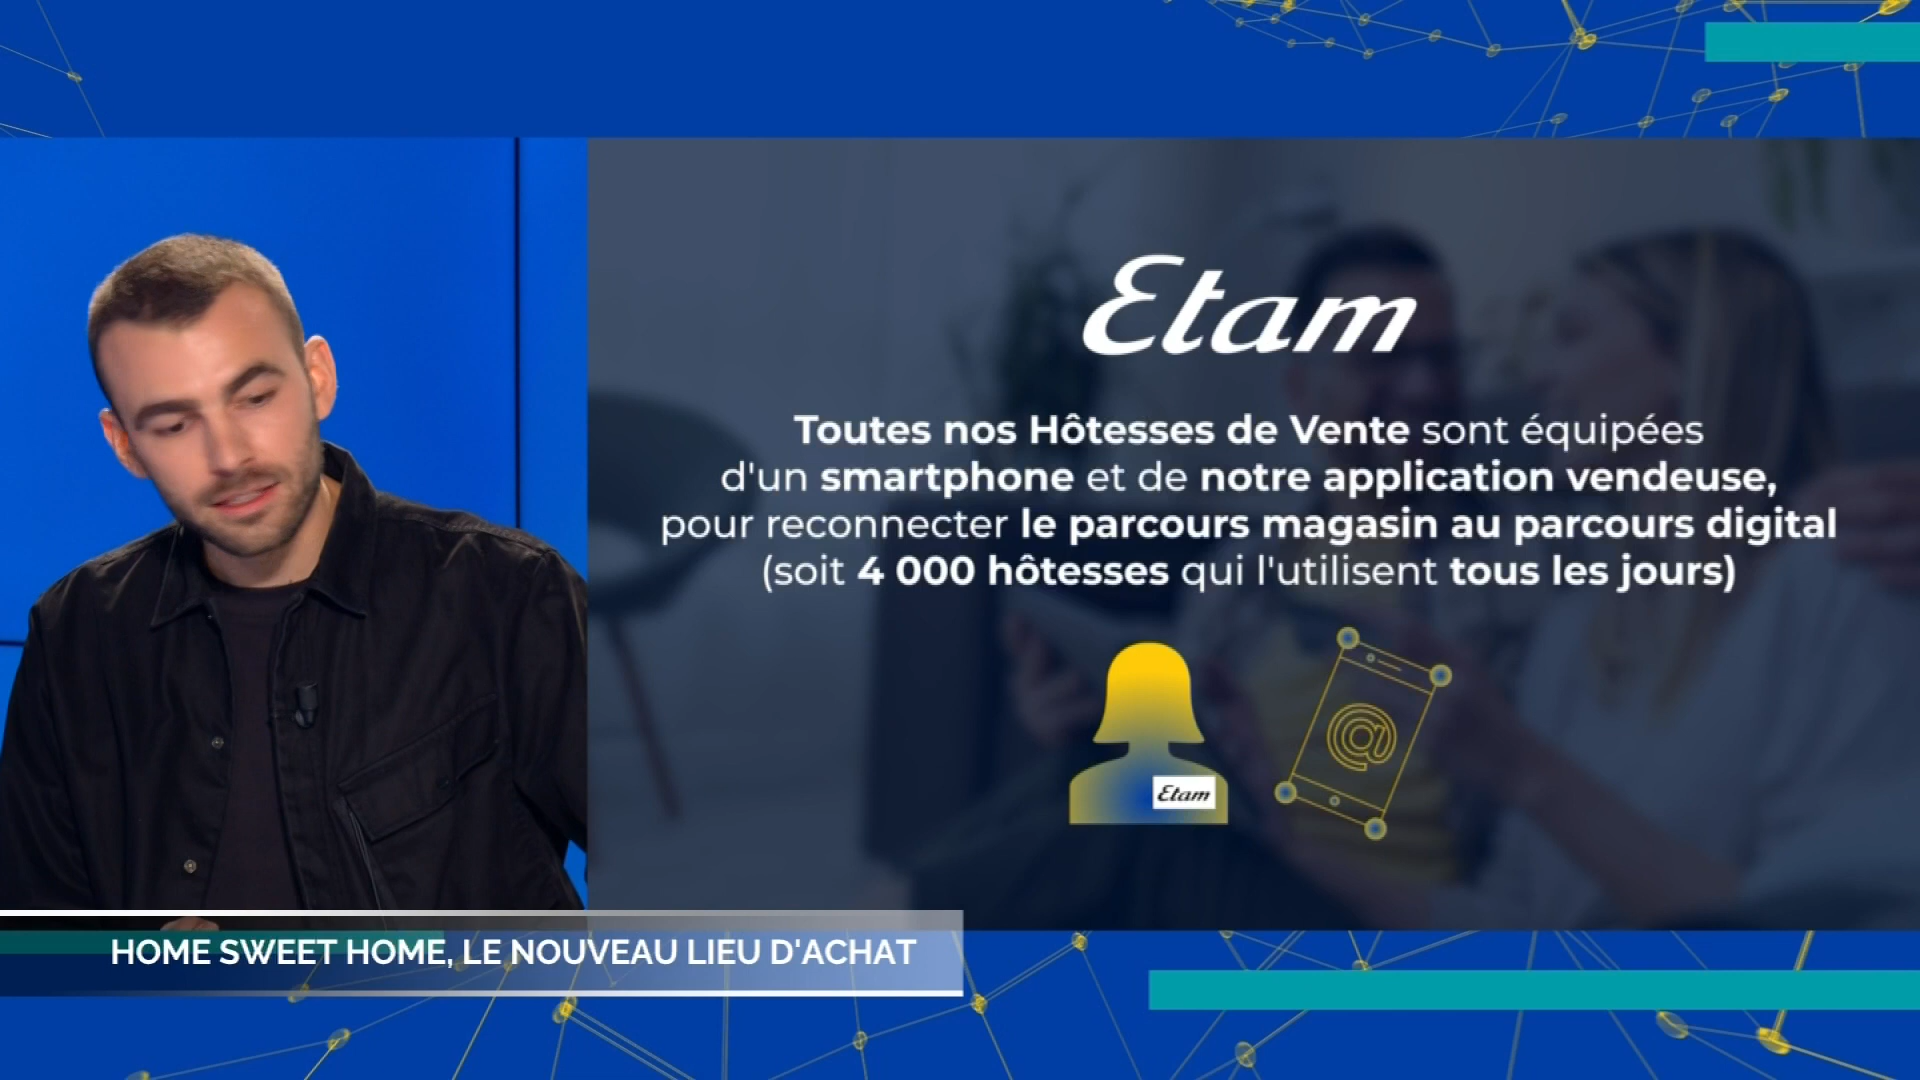 Etam
Toutes nos Hôtesses de Vente sont équipées
d'un smartphone et de notre application vendeuse,
pour reconnecter le parcours magasin au parcours digital
(soit 4 000 hôtesses qui l'utilisent tous les jours)
@
Etam
HOME SWEET HOME, LE NOUVEAU LIEU D'ACHAT